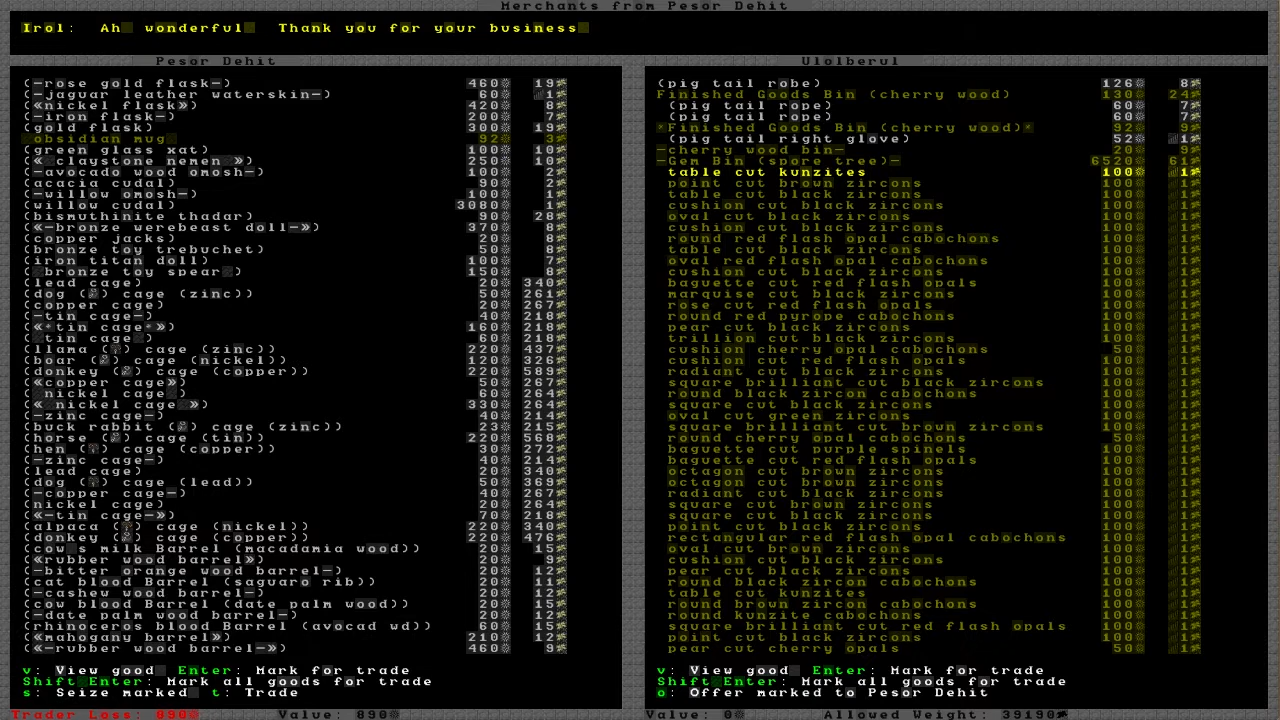 Merchants from Pesor Dehit
Irol: Ah wonderful Thank you for your business
Pesor Dehit
(-rose gold flask-) 460 19
(-jaguar leather waterskin-) 60 1
(«nickel flask») 420 8
(-iron flask-) 200 7
(gold flask) 300 19
obsidian mug 92 3
(green glass xat) 100 10
(« claystone nemen ») 250 10
(-avocado wood omosh-) 100 2
(acacia cudal) 90 2
(-willow omosh-) 100 1
(willow cudal) 3080 1
(bismuthinite thadar) 90 28
(«-bronze werebeast doll-») 370 8
(copper jacks) 20 8
(bronze toy trebuchet) 50 8
(iron titan doll) 100 7
( bronze toy spear ) 150 8
(lead cage) 20 340
(dog ( ) cage (zinc)) 50 261
(copper cage) 20 267
(-tin cage-) 40 218
(«*tin cage*») 160 218
( tin cage ) 60 218
(llama ( ) cage (zinc)) 220 437
(boar ( ) cage (nickel)) 120 326
(donkey ( ) cage (copper)) 220 589
(«copper cage») 50 267
( nickel cage ) 60 264
(« nickel cage ») 330 264
(-zinc cage-) 40 214
(buck rabbit ( ) cage (zinc)) 23 215
(horse ( ) cage (tin)) 220 568
(hen ( ) cage (copper)) 30 272
(-zinc cage-) 40 214
(lead cage) 20 340
(dog ( ) cage (lead)) 50 369
(-copper cage-) 40 267
(nickel cage) 20 264
(«-tin cage-») 70 218
(alpaca ( ) cage (nickel)) 220 340
(donkey ( ) cage (copper)) 220 476
(cow's milk Barrel (macadamia wood)) 20 15
(«rubber wood barrel») 20 9
(-bitter orange wood barrel-) 20 12
(cat blood Barrel (saguaro rib)) 20 11
(-cashew wood barrel-) 20 12
(cow blood Barrel (date palm wood)) 20 15
(-date palm wood barrel-) 20 12
(rhinoceros blood Barrel (avocad wd)) 60 15
(«mahogany barrel») 210 12
(«-rubber wood barrel-») 460 9
v: View good Enter: Mark for trade
Shift Enter: Mark all goods for trade
s: Seize marked t: Trade
Trader Loss: 890 Value: 890
Ulolberul
(pig tail robe) 126 8
Finished Goods Bin (cherry wood) 130 24
(pig tail rope) 60 7
(pig tail rope) 60 7
*Finished Goods Bin (cherry wood)* 92 9
(pig tail right glove) 52 1
-cherry wood bin- 20 9
-Gem Bin (spore tree)- 6520 61
table cut kunzites 100 1
point cut brown zircons 100 1
table cut black zircons 100 1
cushion cut black zircons 100 1
oval cut black zircons 100 1
cushion cut black zircons 100 1
round red flash opal cabochons 100 1
table cut black zircons 100 1
oval red flash opal cabochons 100 1
cushion cut black zircons 100 1
baguette cut red flash opals 100 1
marquise cut black zircons 100 1
rose cut red flash opals 100 1
round red pyrope cabochons 100 1
pear cut black zircons 100 1
trillion cut black zircons 100 1
cushion cherry opal cabochons 50 1
cushion cut red flash opals 100 1
radiant cut black zircons 100 1
square brilliant cut black zircons 100 1
round black zircon cabochons 100 1
square cut black zircons 100 1
oval cut green zircons 100 1
square brilliant cut brown zircons 100 1
round cherry opal cabochons 50 1
baguette cut purple spinels 100 1
baguette cut red flash opals 100 1
octagon cut brown zircons 100 1
octagon cut brown zircons 100 1
radiant cut black zircons 100 1
square cut brown zircons 100 1
square cut black zircons 100 1
point cut black zircons 100 1
rectangular red flash opal cabochons 100 1
oval cut brown zircons 100 1
cushion cut black zircons 100 1
pear cut black zircons 100 1
round black zircon cabochons 100 1
table cut kunzites 100 1
round brown zircon cabochons 100 1
round kunzite cabochons 100 1
square brilliant cut red flash opals 100 1
point cut black zircons 100 1
pear cut cherry opals 50 1
v: View good Enter: Mark for trade
Shift Enter: Mark all goods for trade
o: Offer marked to Pesor Dehit
Value: 0 Allowed Weight: 39190